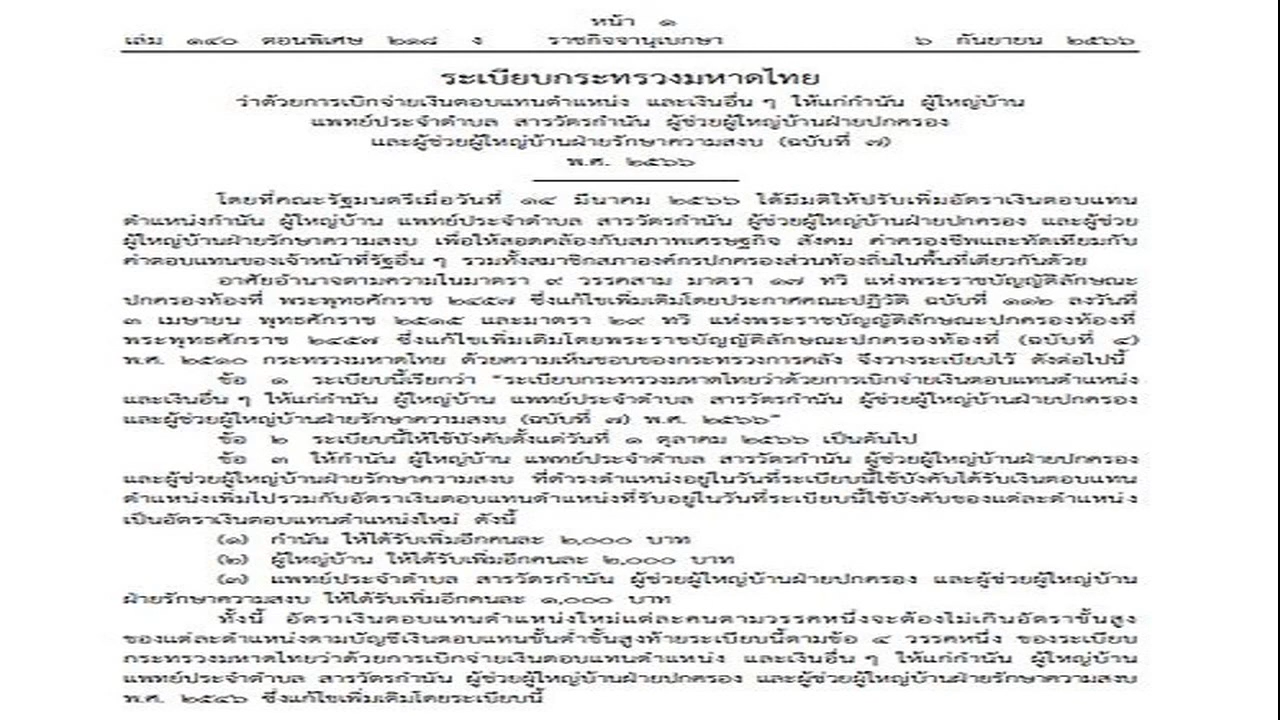 หน้า ๑
เล่ม ๑๔๐ ตอนพิเศษ ๒๑๘ ง ราชกิจจานุเบกษา ๖ กันยายน ๒๕๖๖
ระเบียบกระทรวงมหาดไทย
ว่าด้วยการเบิกจ่ายเงินตอบแทนตำแหน่ง และเงินอื่น ๆ ให้แก่กำนัน ผู้ใหญ่บ้าน
แพทย์ประจำตำบล สารวัตรกำนัน ผู้ช่วยผู้ใหญ่บ้านฝ่ายปกครอง
และผู้ช่วยผู้ใหญ่บ้านฝ่ายรักษาความสงบ (ฉบับที่ ๗)
พ.ศ. ๒๕๖๖
โดยที่คณะรัฐมนตรีเมื่อวันที่ ๑๔ มีนาคม ๒๕๖๖ ได้มีมติให้ปรับเพิ่มอัตราเงินตอบแทน
ตำแหน่งกำนัน ผู้ใหญ่บ้าน แพทย์ประจำตำบล สารวัตรกำนัน ผู้ช่วยผู้ใหญ่บ้านฝ่ายปกครอง และผู้ช่วย
ผู้ใหญ่บ้านฝ่ายรักษาความสงบ เพื่อให้สอดคล้องกับสภาพเศรษฐกิจ สังคม ค่าครองชีพและทัดเทียมกับ
ค่าตอบแทนของเจ้าหน้าที่รัฐอื่น ๆ รวมทั้งสมาชิกสภาองค์กรปกครองส่วนท้องถิ่นในพื้นที่เดียวกันด้วย
อาศัยอำนาจตามความในมาตรา ๙ วรรคสาม มาตรา ๑๗ ทวิ แห่งพระราชบัญญัติลักษณะ
ปกครองท้องที่ พระพุทธศักราช ๒๔๕๗ ซึ่งแก้ไขเพิ่มเติมโดยประกาศคณะปฏิวัติ ฉบับที่ ๑๑๒ ลงวันที่
๓ เมษายน พุทธศักราช ๒๕๑๕ และมาตรา ๒๙ ทวิ แห่งพระราชบัญญัติลักษณะปกครองท้องที่
พระพุทธศักราช ๒๔๕๗ ซึ่งแก้ไขเพิ่มเติมโดยพระราชบัญญัติลักษณะปกครองท้องที่ (ฉบับที่ ๔)
พ.ศ. ๒๕๑๐ กระทรวงมหาดไทย ด้วยความเห็นชอบของกระทรวงการคลัง จึงวางระเบียบไว้ ดังต่อไปนี้
ข้อ ๑ ระเบียบนี้เรียกว่า "ระเบียบกระทรวงมหาดไทยว่าด้วยการเบิกจ่ายเงินตอบแทนตำแหน่ง
และเงินอื่น ๆ ให้แก่กำนัน ผู้ใหญ่บ้าน แพทย์ประจำตำบล สารวัตรกำนัน ผู้ช่วยผู้ใหญ่บ้านฝ่ายปกครอง
และผู้ช่วยผู้ใหญ่บ้านฝ่ายรักษาความสงบ (ฉบับที่ ๗) พ.ศ. ๒๕๖๖"
ข้อ ๒ ระเบียบนี้ให้ใช้บังคับตั้งแต่วันที่ ๑ ตุลาคม ๒๕๖๖ เป็นต้นไป
ข้อ ๓ ให้กำนัน ผู้ใหญ่บ้าน แพทย์ประจำตำบล สารวัตรกำนัน ผู้ช่วยผู้ใหญ่บ้านฝ่ายปกครอง
และผู้ช่วยผู้ใหญ่บ้านฝ่ายรักษาความสงบ ที่ดำรงตำแหน่งอยู่ในวันที่ระเบียบนี้ใช้บังคับได้รับเงินตอบแทน
ตำแหน่งเพิ่มไปรวมกับอัตราเงินตอบแทนตำแหน่งที่รับอยู่ในวันที่ระเบียบนี้ใช้บังคับของแต่ละตำแหน่ง
เป็นอัตราเงินตอบแทนตำแหน่งใหม่ ดังนี้
(๑) กำนัน ให้ได้รับเพิ่มอีกคนละ ๒,๐๐๐ บาท
(๒) ผู้ใหญ่บ้าน ให้ได้รับเพิ่มอีกคนละ ๒,๐๐๐ บาท
(๓) แพทย์ประจำตำบล สารวัตรกำนัน ผู้ช่วยผู้ใหญ่บ้านฝ่ายปกครอง และผู้ช่วยผู้ใหญ่บ้าน
ฝ่ายรักษาความสงบ ให้ได้รับเพิ่มอีกคนละ ๑,๐๐๐ บาท
ทั้งนี้ อัตราเงินตอบแทนตำแหน่งใหม่แต่ละคนตามวรรคหนึ่งจะต้องไม่เกินอัตราขั้นสูง
ของแต่ละตำแหน่งตามบัญชีเงินตอบแทนขั้นต่ำขั้นสูงท้ายระเบียบนี้ตามข้อ ๔ วรรคหนึ่ง ของระเบียบ
กระทรวงมหาดไทยว่าด้วยการเบิกจ่ายเงินตอบแทนตำแหน่ง และเงินอื่น ๆ ให้แก่กำนัน ผู้ใหญ่บ้าน
แพทย์ประจำตำบล สารวัตรกำนัน ผู้ช่วยผู้ใหญ่บ้านฝ่ายปกครอง และผู้ช่วยผู้ใหญ่บ้านฝ่ายรักษาความสงบ
พ.ศ. ๒๕๔๖ ซึ่งแก้ไขเพิ่มเติมโดยระเบียบนี้